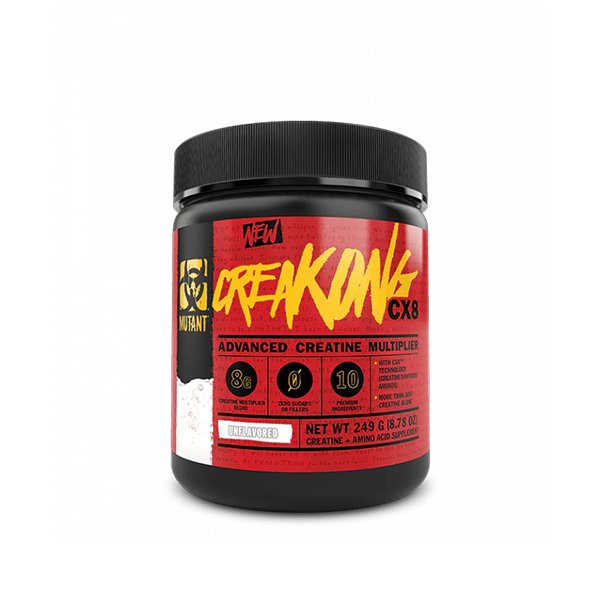 NEW
CREAKONG
CX8
MUTANT
ADVANCED CREATINE MULTIPLIER
8G
CREATINE MULTIPLIER
BLEND
0
ZERO SUGARS
OR FILLERS
10
PREMIUM
INGREDIENTS
• WITH CSA™
TECHNOLOGY
(CREATINE SYNTHESIS
AMINOS)
• MORE THAN JUST
CREATINE ALONE
UNFLAVORED
NET WT 249 G (8.78 OZ)
CREATINE + AMINO ACID SUPPLEMENT